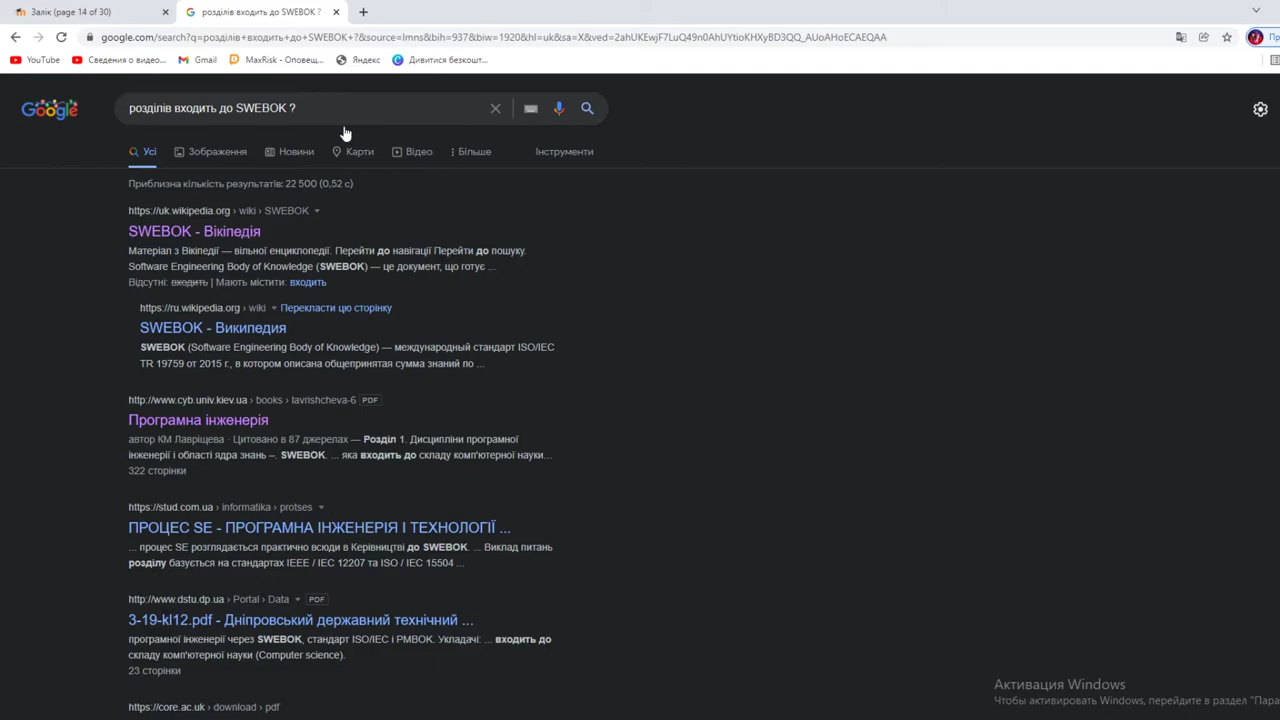 Залік (page 14 of 30)
розділів входить до SWEBOK ?
google.com/search?q=розділів+входить+до+SWEBOK+?&source=lmns&bih=937&biw=1920&hl=uk&sa=X&ved=2ahUKEwjF7LuQ49n0AhUYtioKHXyBD3QQ_AUoAHoECAEQAA
YouTube
Сведения о видео...
Gmail
MaxRisk - Оповещ...
Яндекс
Дивитися безкошт...
Google
розділів входить до SWEBOK ?
Усі
Зображення
Новини
Карти
Відео
Більше
Інструменти
Приблизна кількість результатів: 22 500 (0,52 с)
https://uk.wikipedia.org › wiki › SWEBOK
SWEBOK - Вікіпедія
Матеріал з Вікіпедії — вільної енциклопедії. Перейти до навігації Перейти до пошуку.
Software Engineering Body of Knowledge (SWEBOK) — це документ, що готує ...
Відсутні: входить | Мають містити: входить
https://ru.wikipedia.org › wiki Перекласти цю сторінку
SWEBOK - Википедия
SWEBOK (Software Engineering Body of Knowledge) — международный стандарт ISO/IEC
TR 19759 от 2015 г., в котором описана общепринятая сумма знаний по ...
http://www.cyb.univ.kiev.ua › books › lavrishcheva-6 PDF
Програмна інженерія
автор КМ Лавріщева · Цитовано в 87 джерелах — Розділ 1. Дисципліни програмної
інженерії і області ядра знань –. SWEBOK. ... яка входить до складу комп'ютерної науки...
322 сторінки
https://stud.com.ua › informatika › protses
ПРОЦЕС SE - ПРОГРАМНА ІНЖЕНЕРІЯ І ТЕХНОЛОГІЇ ...
... процес SE розглядається практично всюди в Керівництві до SWEBOK. ... Виклад питань
розділу базується на стандартах IEEE / IEC 12207 та ISO / IEC 15504 ...
http://www.dstu.dp.ua › Portal › Data PDF
3-19-kl12.pdf - Дніпровський державний технічний ...
програмної інженерії через SWEBOK, стандарт ISO/IEC і PMBOK. Укладачі: ... входить до
складу комп'ютерної науки (Computer science).
23 сторінки
https://core.ac.uk › download › pdf
Активация Windows
Чтобы активировать Windows, перейдите в раздел "Пара